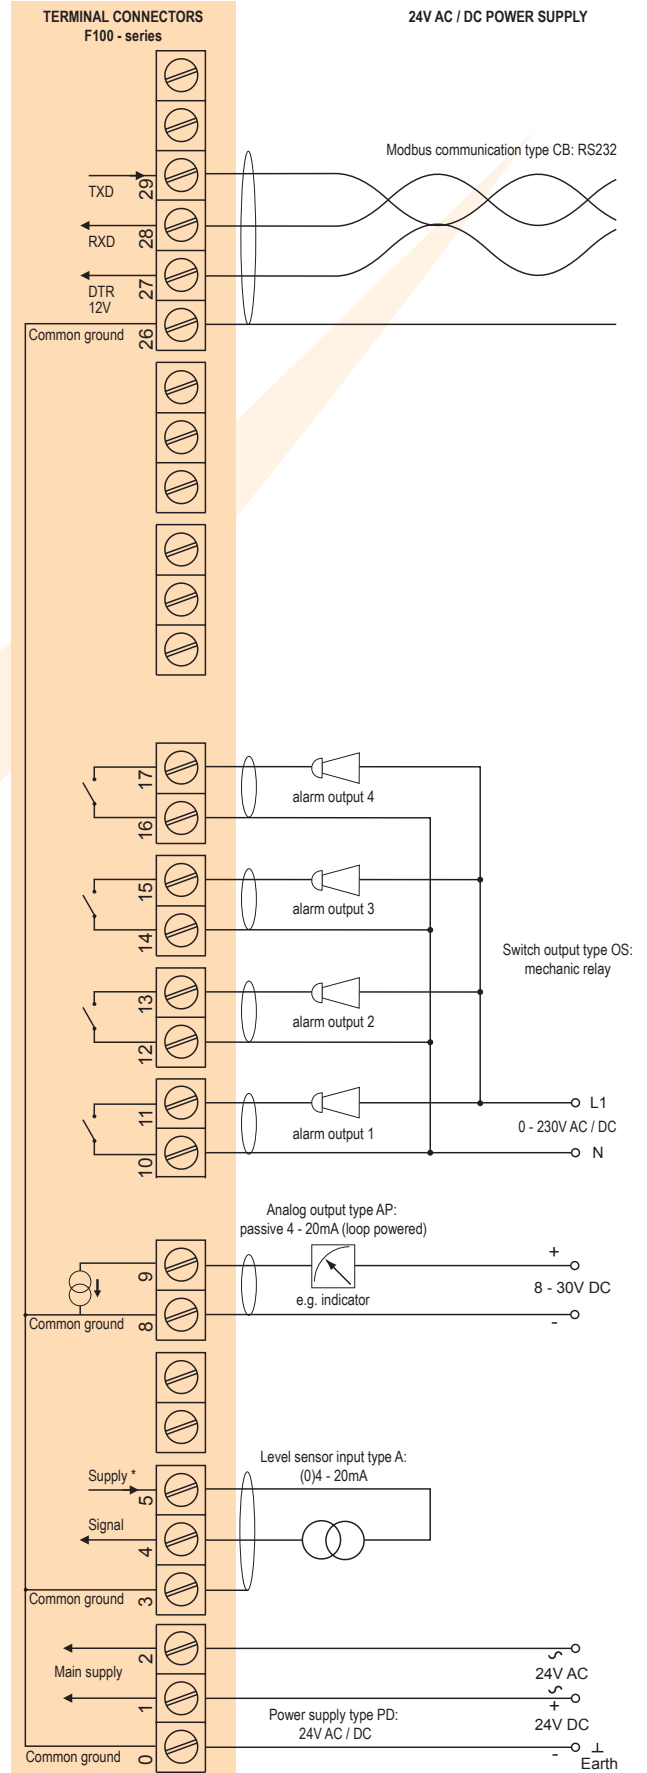 TERMINAL CONNECTORS
F100 - series
24V AC / DC POWER SUPPLY
Modbus communication type CB: RS232
TXD
29
RXD
28
DTR
12V
27
Common ground
26
17
alarm output 4
16
15
alarm output 3
14
Switch output type OS:
mechanic relay
13
alarm output 2
12
11
L1
0 - 230V AC / DC
alarm output 1
10
N
Analog output type AP:
passive 4 - 20mA (loop powered)
9
+
8 - 30V DC
e.g. indicator
Common ground
8
-
Level sensor input type A:
(0)4 - 20mA
Supply *
5
Signal
4
Common ground
3
2
Main supply
24V AC
1
+
Power supply type PD:
24V AC / DC
24V DC
Common ground
0
-
Earth